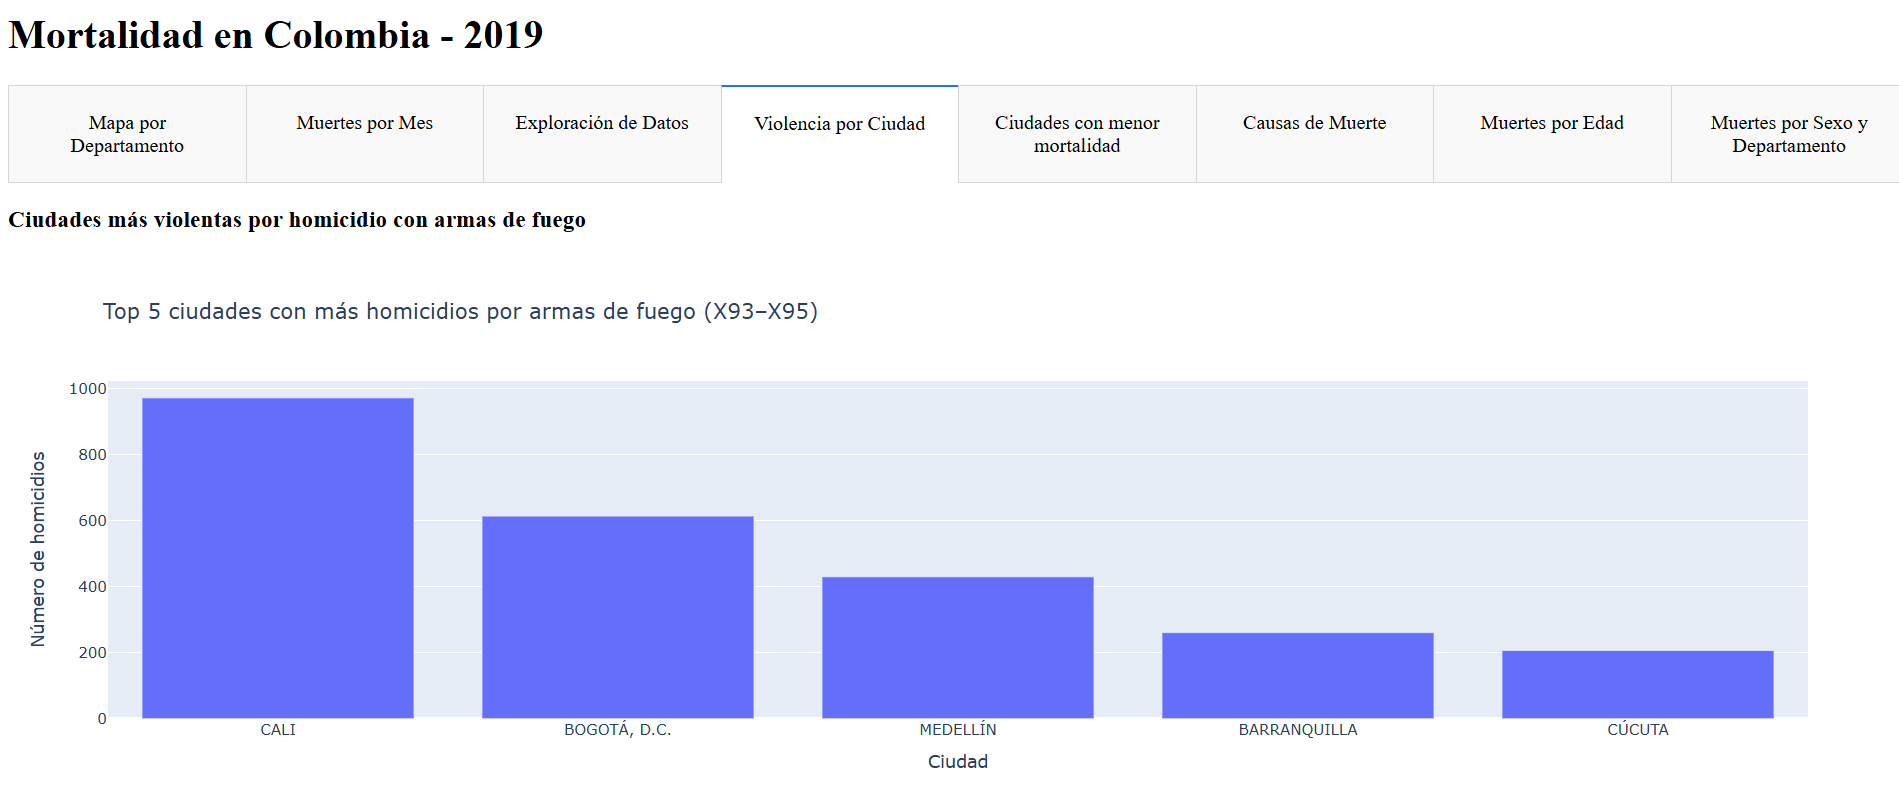 Mortalidad en Colombia - 2019
Mapa por
Departamento
Muertes por Mes
Exploración de Datos
Violencia por Ciudad
Ciudades con menor
mortalidad
Causas de Muerte
Muertes por Edad
Muertes por Sexo y
Departamento
Ciudades más violentas por homicidio con armas de fuego
Top 5 ciudades con más homicidios por armas de fuego (X93–X95)
Número de homicidios
1000
800
600
400
200
0
CALI
BOGOTÁ, D.C.
MEDELLÍN
BARRANQUILLA
CÚCUTA
Ciudad